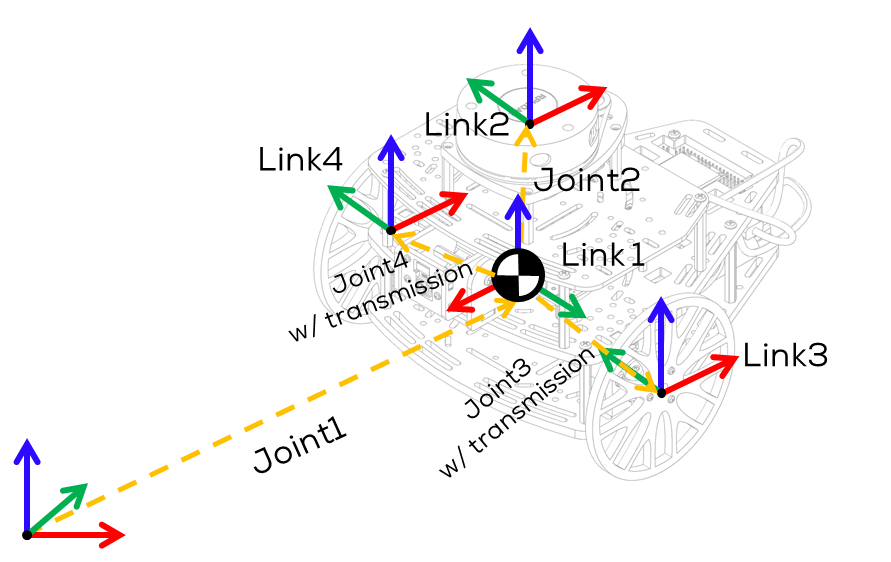 Link2
Link4
Joint2
Link1
Joint4
w/ transmission
Link3
Joint3
w/ transmission
Joint1